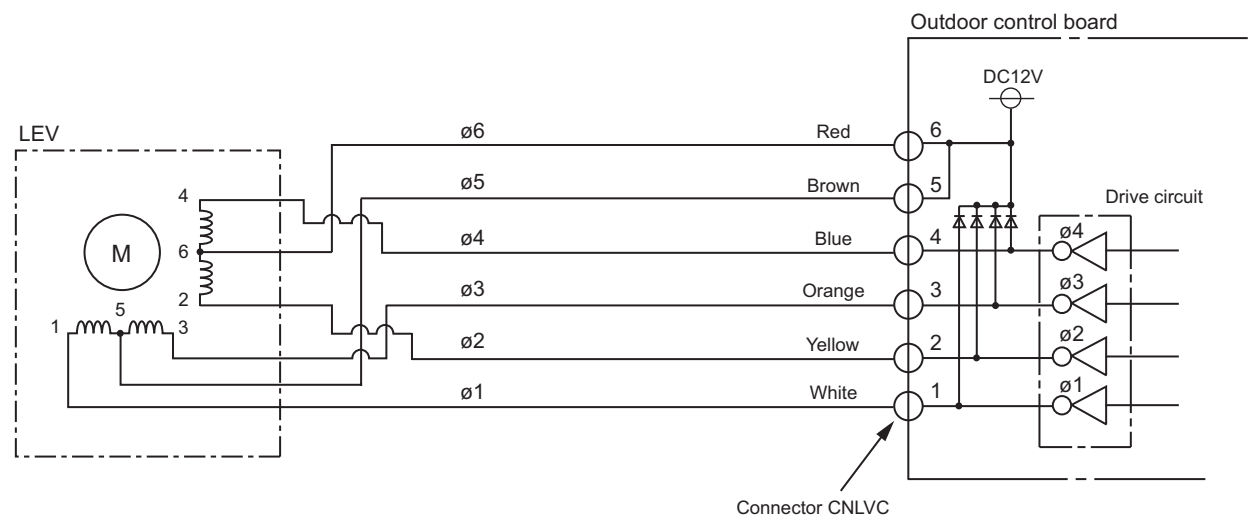 Outdoor control board
DC12V
LEV
ø6 Red 6
4
ø5 Brown 5
Drive circuit
ø4 Blue 4 ø4
M
6
ø3 Orange 3 ø3
2
5
1 3
ø2 Yellow 2 ø2
ø1 White 1 ø1
Connector CNLVC